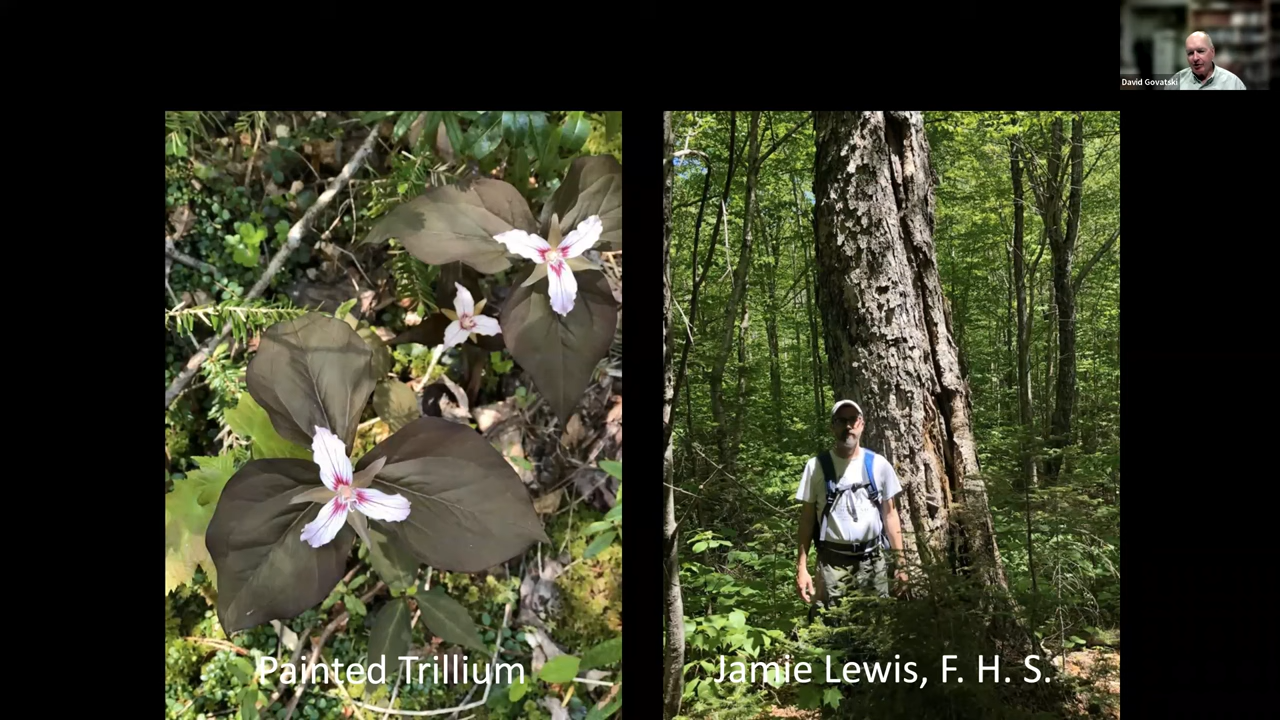 David Govatski
Painted Trillium
Jamie Lewis, F. H. S.